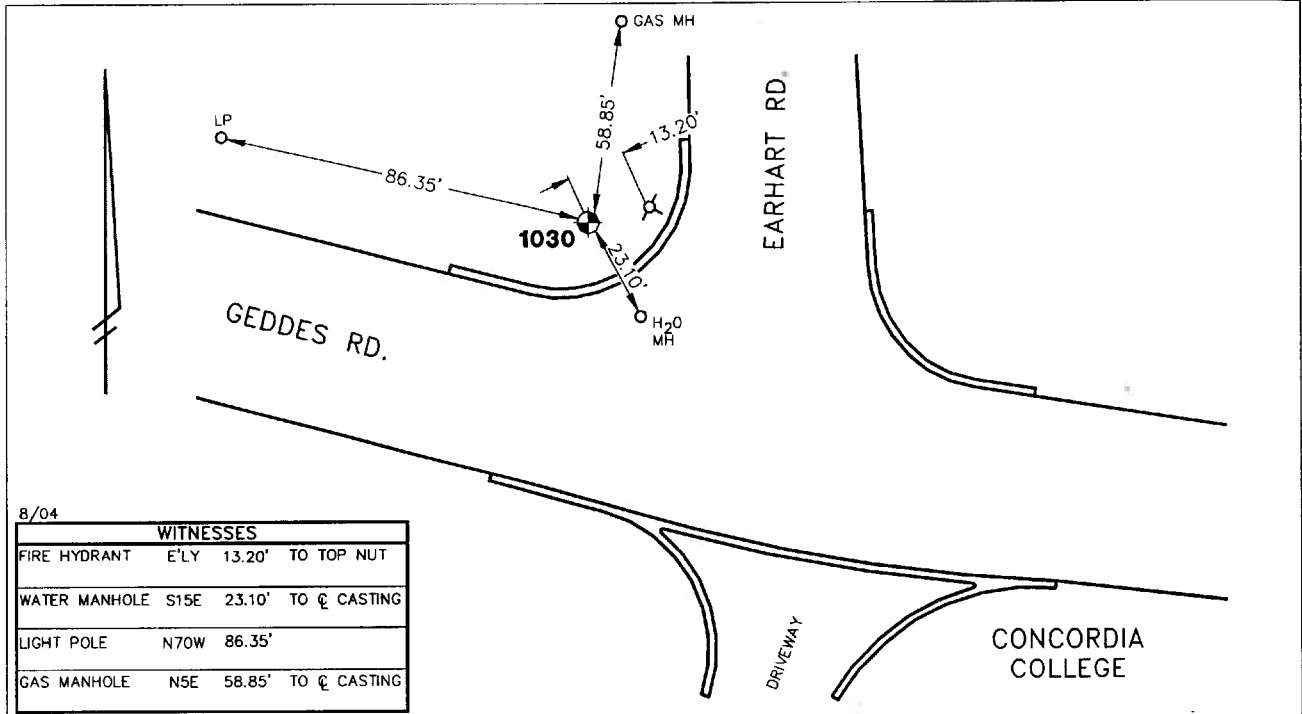 GAS MH
EARHART RD.
58.85'
13.20'
LP
86.35'
1030
23.10'
H2O
MH
GEDDES RD.
8/04
WITNESSES
FIRE HYDRANT E'LY 13.20' TO TOP NUT
WATER MANHOLE S15E 23.10' TO ℄ CASTING
LIGHT POLE N70W 86.35'
GAS MANHOLE N5E 58.85' TO ℄ CASTING
DRIVEWAY
CONCORDIA
COLLEGE